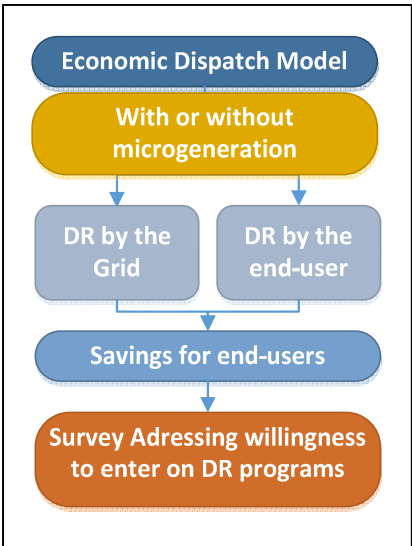 Economic Dispatch Model
With or without
microgeneration
DR by the
Grid
DR by the
end-user
Savings for end-users
Survey Adressing willingness
to enter on DR programs